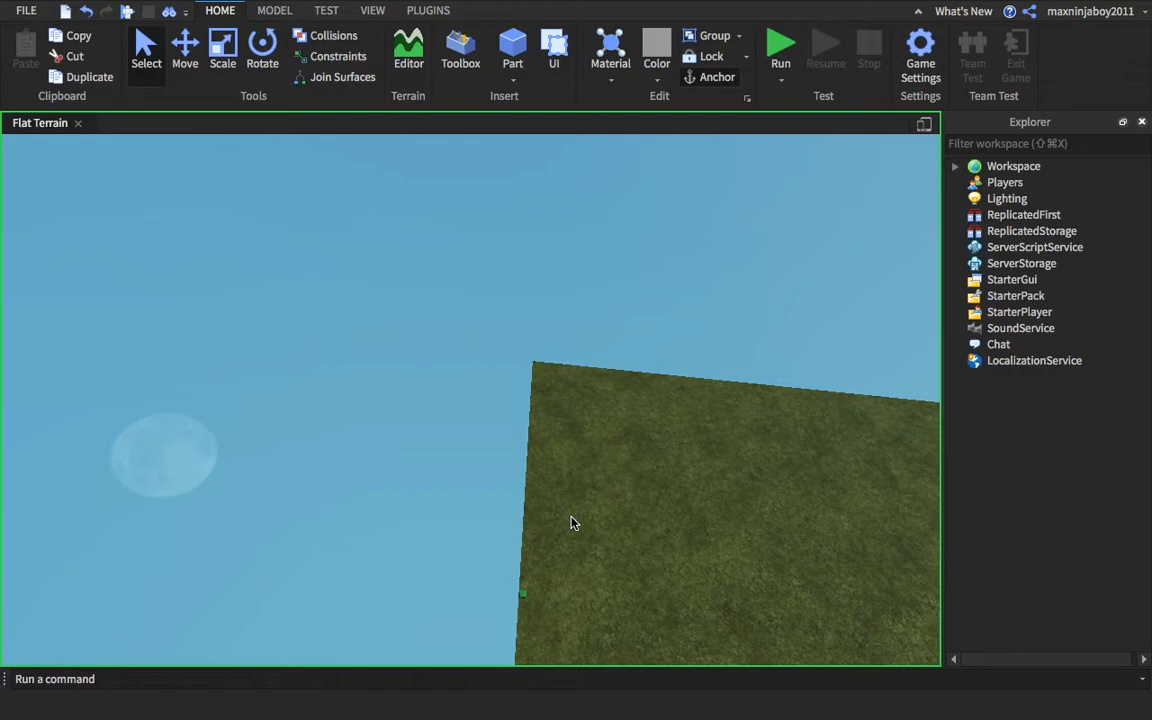 FILE HOME MODEL TEST VIEW PLUGINS What's New maxninjaboy2011
Paste Copy Cut Duplicate
Clipboard
Select Move Scale Rotate Collisions Constraints Join Surfaces
Tools
Editor
Terrain
Toolbox Part UI
Insert
Material Color Group Lock Anchor
Edit
Run Resume Stop
Test
Game Settings
Settings
Team Test Exit Game
Team Test
Flat Terrain
Explorer
Filter workspace (⇧⌘X)
Workspace
Players
Lighting
ReplicatedFirst
ReplicatedStorage
ServerScriptService
ServerStorage
StarterGui
StarterPack
StarterPlayer
SoundService
Chat
LocalizationService
Run a command